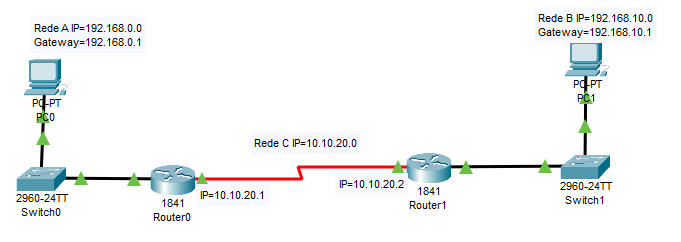 Rede A IP=192.168.0.0
Gateway=192.168.0.1
PC-PT
PC0
2960-24TT
Switch0
1841
Router0
IP=10.10.20.1
Rede C IP=10.10.20.0
IP=10.10.20.2
1841
Router1
Rede B IP=192.168.10.0
Gateway=192.168.10.1
PC-PT
PC1
2960-24TT
Switch1